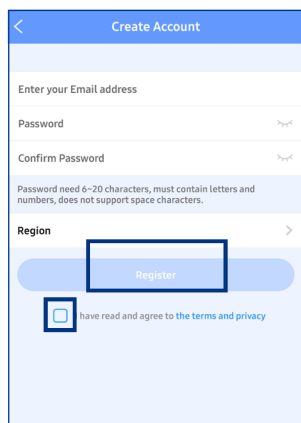 Create Account
Enter your Email address
Password
Confirm Password
Password need 6~20 characters, must contain letters and
numbers, does not support space characters.
Region
Register
have read and agree to the terms and privacy